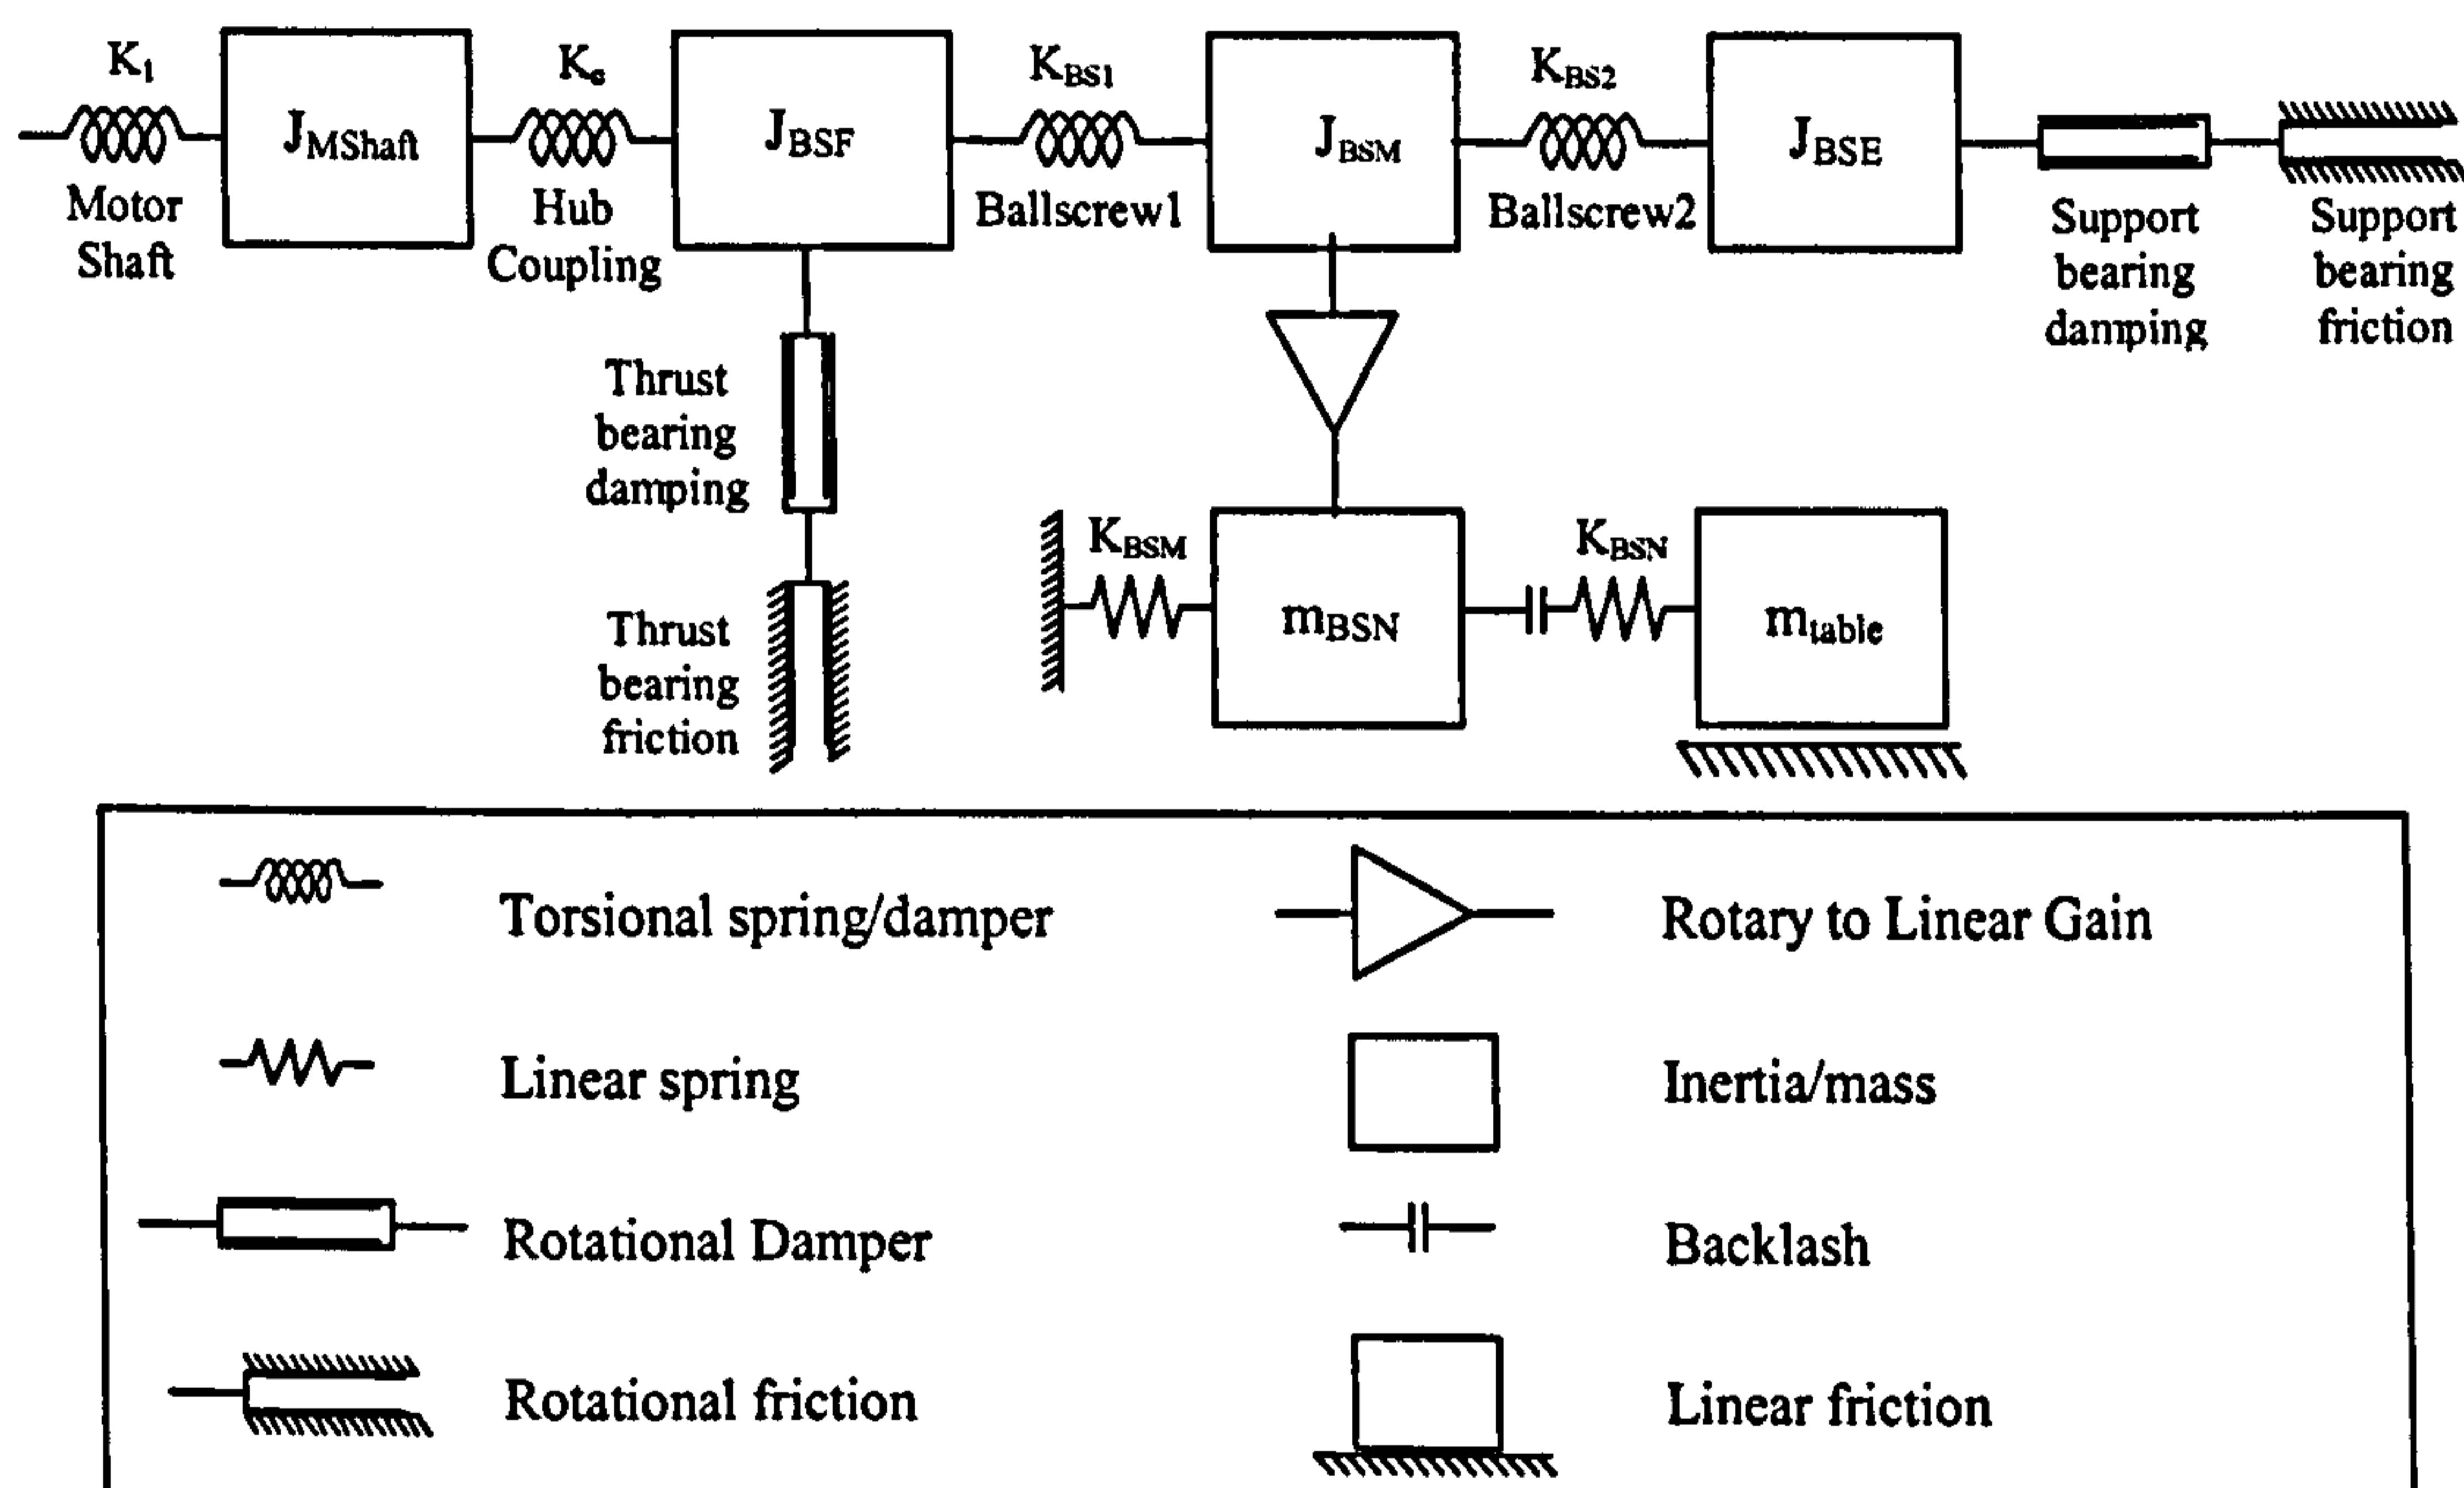 K1
Motor
Shaft
JMShaft
Kc
Hub
Coupling
JBSF
KBS1
Ballscrew1
JBSM
KBS2
Ballscrew2
JBSE
Support
bearing
damping
Support
bearing
friction
Thrust
bearing
damping
Thrust
bearing
friction
KBSM
mBSN
KBSN
mtable
Torsional spring/damper
Rotary to Linear Gain
Linear spring
Inertia/mass
Rotational Damper
Backlash
Rotational friction
Linear friction